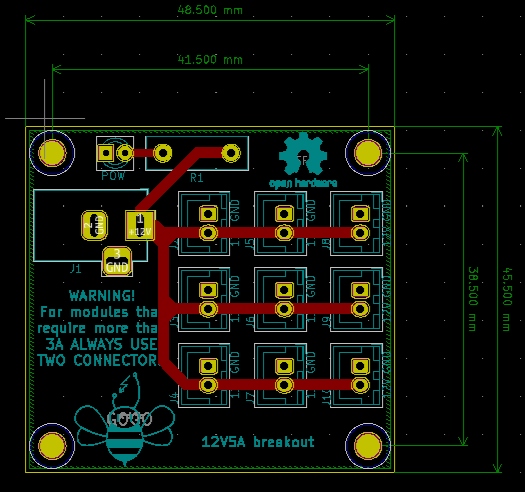 48.500 mm
41.500 mm
POW
R1
open hardware
1
+12V
2
GND
3
GND
J1
GND
GND
GND
J5
J8
GND
GND
GND
J6
J9
GND
GND
GND
J4
J7
J10
38.500 mm
45.500 mm
WARNING!
For modules tha
require more tha
3A ALWAYS USE
TWO CONNECTOR
G***
12V5A breakout